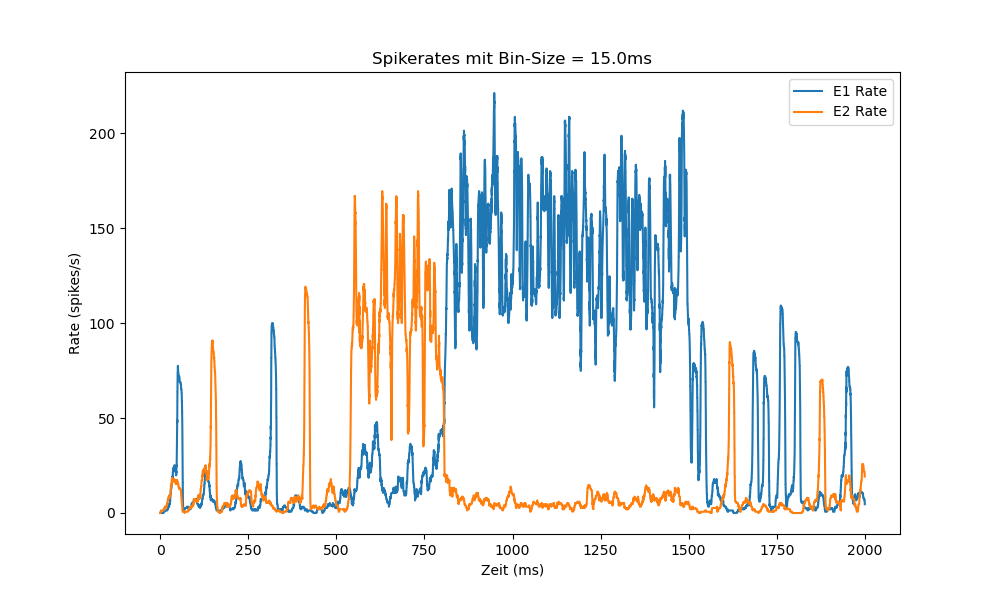 Spikerates mit Bin-Size = 15.0ms
E1 Rate
E2 Rate
Rate (spikes/s)
200
150
100
50
0
0 250 500 750 1000 1250 1500 1750 2000
Zeit (ms)